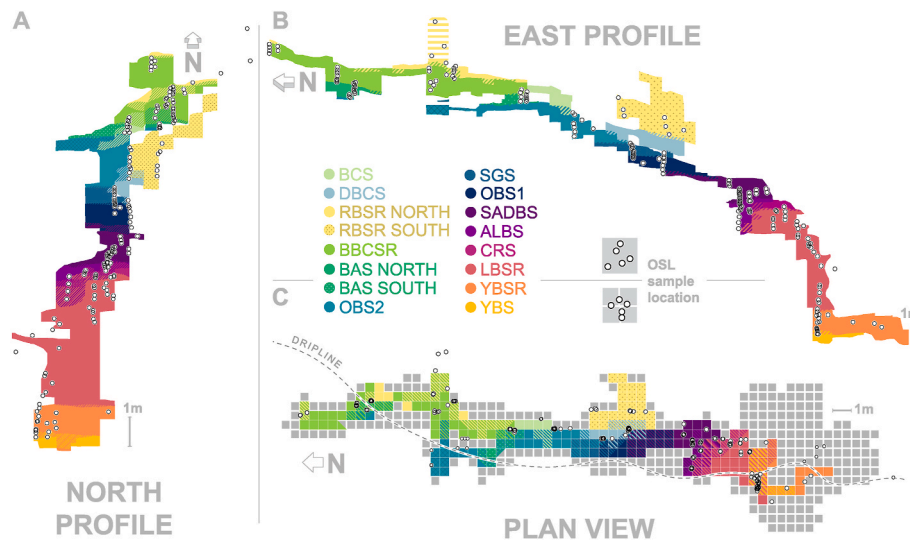 A
N
B
EAST PROFILE
N
BCS
DBCS
RBSR NORTH
RBSR SOUTH
BBCSR
BAS NORTH
BAS SOUTH
OBS2
SGS
OBS1
SADBS
ALBS
CRS
LBSR
YBSR
YBS
OSL
sample
location
1m
C
DRIPLINE
1m
N
1m
NORTH
PROFILE
PLAN VIEW